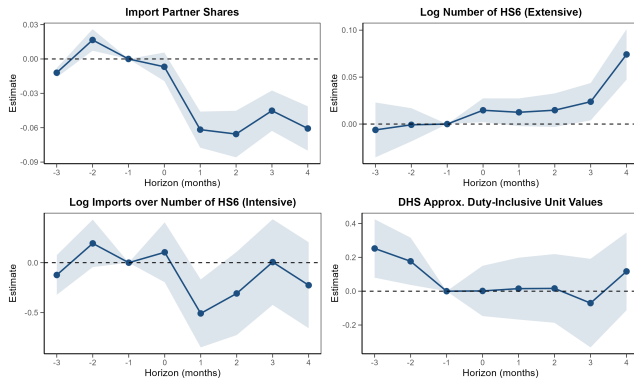 Import Partner Shares
Estimate
0.03
0.00
-0.03
-0.06
-0.09
-3 -2 -1 0 1 2 3 4
Horizon (months)
Log Number of HS6 (Extensive)
Estimate
0.10
0.05
0.00
-3 -2 -1 0 1 2 3 4
Horizon (months)
Log Imports over Number of HS6 (Intensive)
Estimate
0.0
-0.5
-3 -2 -1 0 1 2 3 4
Horizon (months)
DHS Approx. Duty-Inclusive Unit Values
Estimate
0.4
0.2
0.0
-0.2
-3 -2 -1 0 1 2 3 4
Horizon (months)